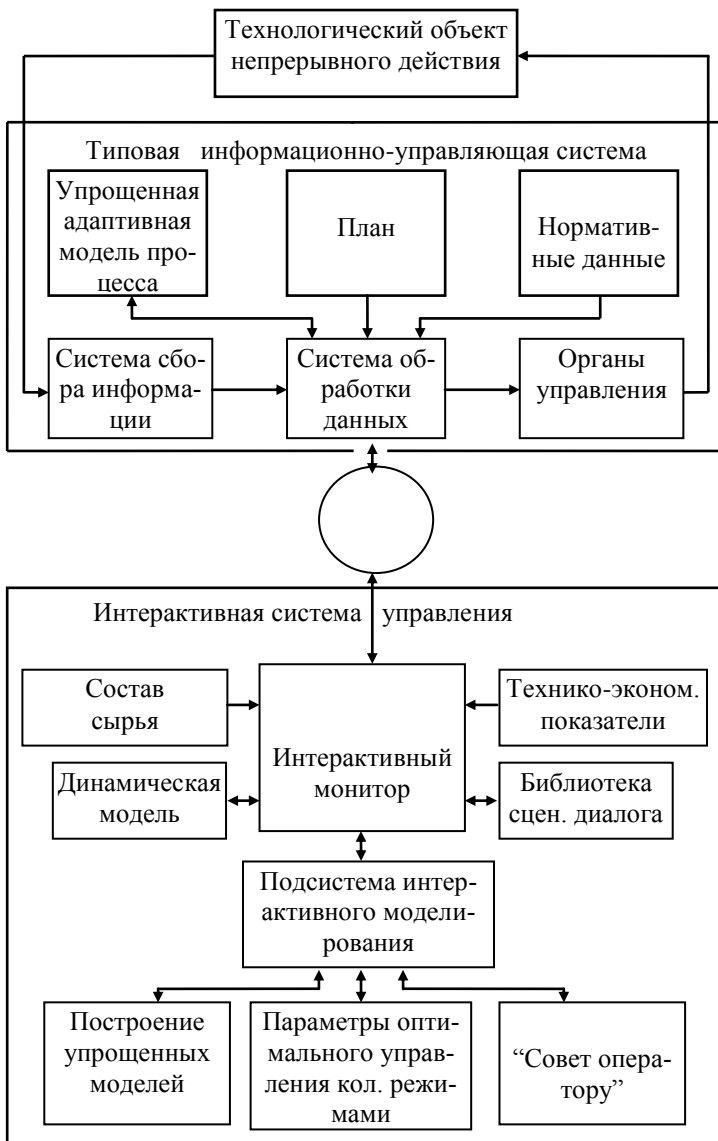 Технологический объект
непрерывного действия
Типовая информационно-управляющая система
Упрощенная
адаптивная
модель про-
цесса
План
Норматив-
ные данные
Система сбо-
ра информа-
ции
Система об-
работки
данных
Органы
управления
Интерактивная система управления
Состав
сырья
Интерактивный
монитор
Технико-эконом.
показатели
Динамическая
модель
Библиотека
сцен. диалога
Подсистема интер-
активного модели-
рования
Построение
упрощенных
моделей
Параметры опти-
мального управ-
ления кол. режи-
мами
“Совет опера-
тору”